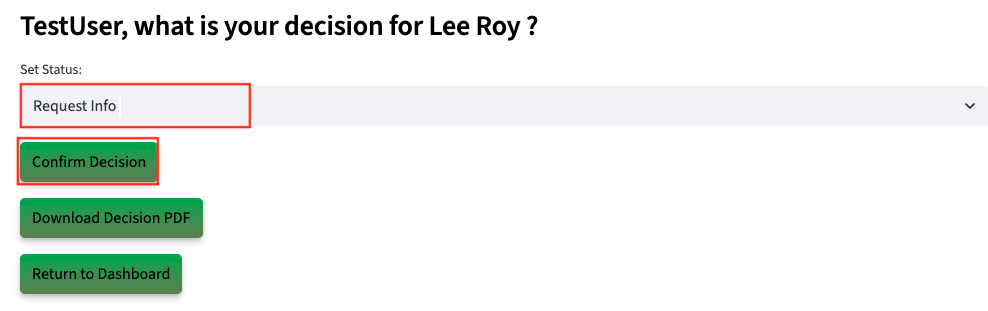 TestUser, what is your decision for Lee Roy ?
Set Status:
Request Info
Confirm Decision
Download Decision PDF
Return to Dashboard